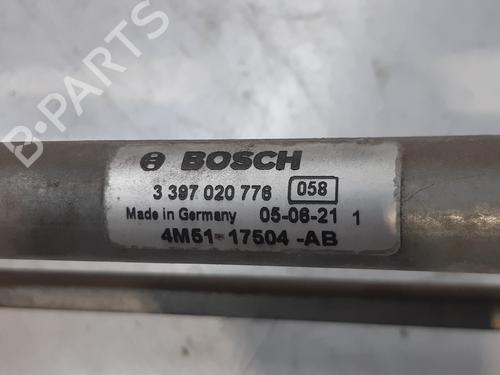 BOSCH
3 397 020 776 058
Made in Germany 05-06-21 1
4M51-17504-AB
B-PARTS